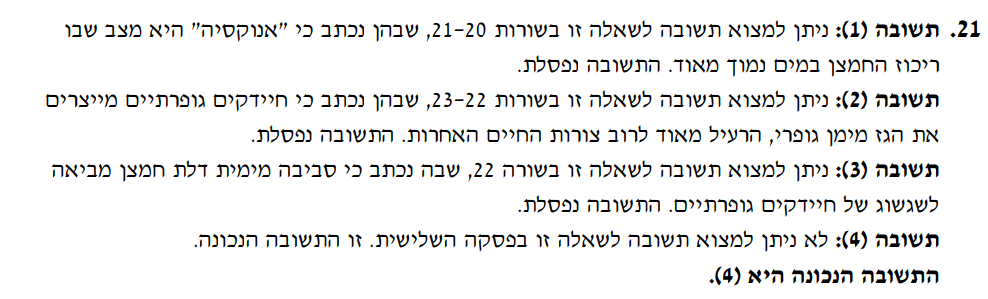 21. תשובה (1): ניתן למצוא תשובה לשאלה זו בשורות 20–21, שבהן נכתב כי "אנוקסיה" היא מצב שבו
ריכוז החמצן במים נמוך מאוד. התשובה נפסלת.
תשובה (2): ניתן למצוא תשובה לשאלה זו בשורות 22–23, שבהן נכתב כי חיידקים גופרתיים מייצרים
את הגז מימן גופרי, הרעיל מאוד לרוב צורות החיים האחרות. התשובה נפסלת.
תשובה (3): ניתן למצוא תשובה לשאלה זו בשורה 22, שבה נכתב כי סביבה מימית דלת חמצן מביאה
לשגשוג של חיידקים גופרתיים. התשובה נפסלת.
תשובה (4): לא ניתן למצוא תשובה לשאלה זו בפסקה השלישית. זו התשובה הנכונה.
התשובה הנכונה היא (4).